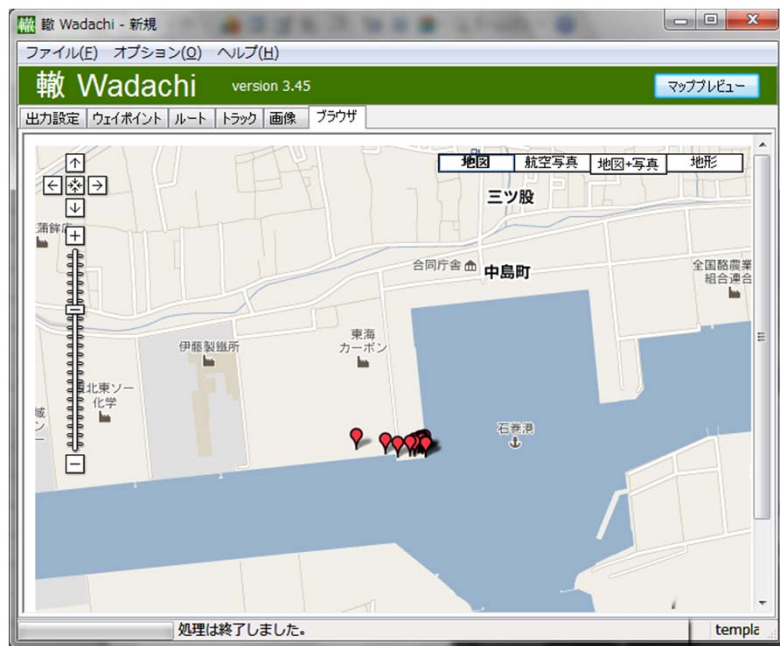 轍 轍 Wadachi - 新規
ファイル(F) オプション(O) ヘルプ(H)
轍 Wadachi version 3.45 マッププレビュー
出力設定 ウェイポイント ルート トラック 画像 ブラウザ
地図 航空写真 地図+写真 地形
三ツ股
蒲鉾
合同庁舎 中島町
全国酪農業
組合連合
伊藤製鐵所
東海
カーボン
北東ソー
化学
石巻港
処理は終了しました。 templa